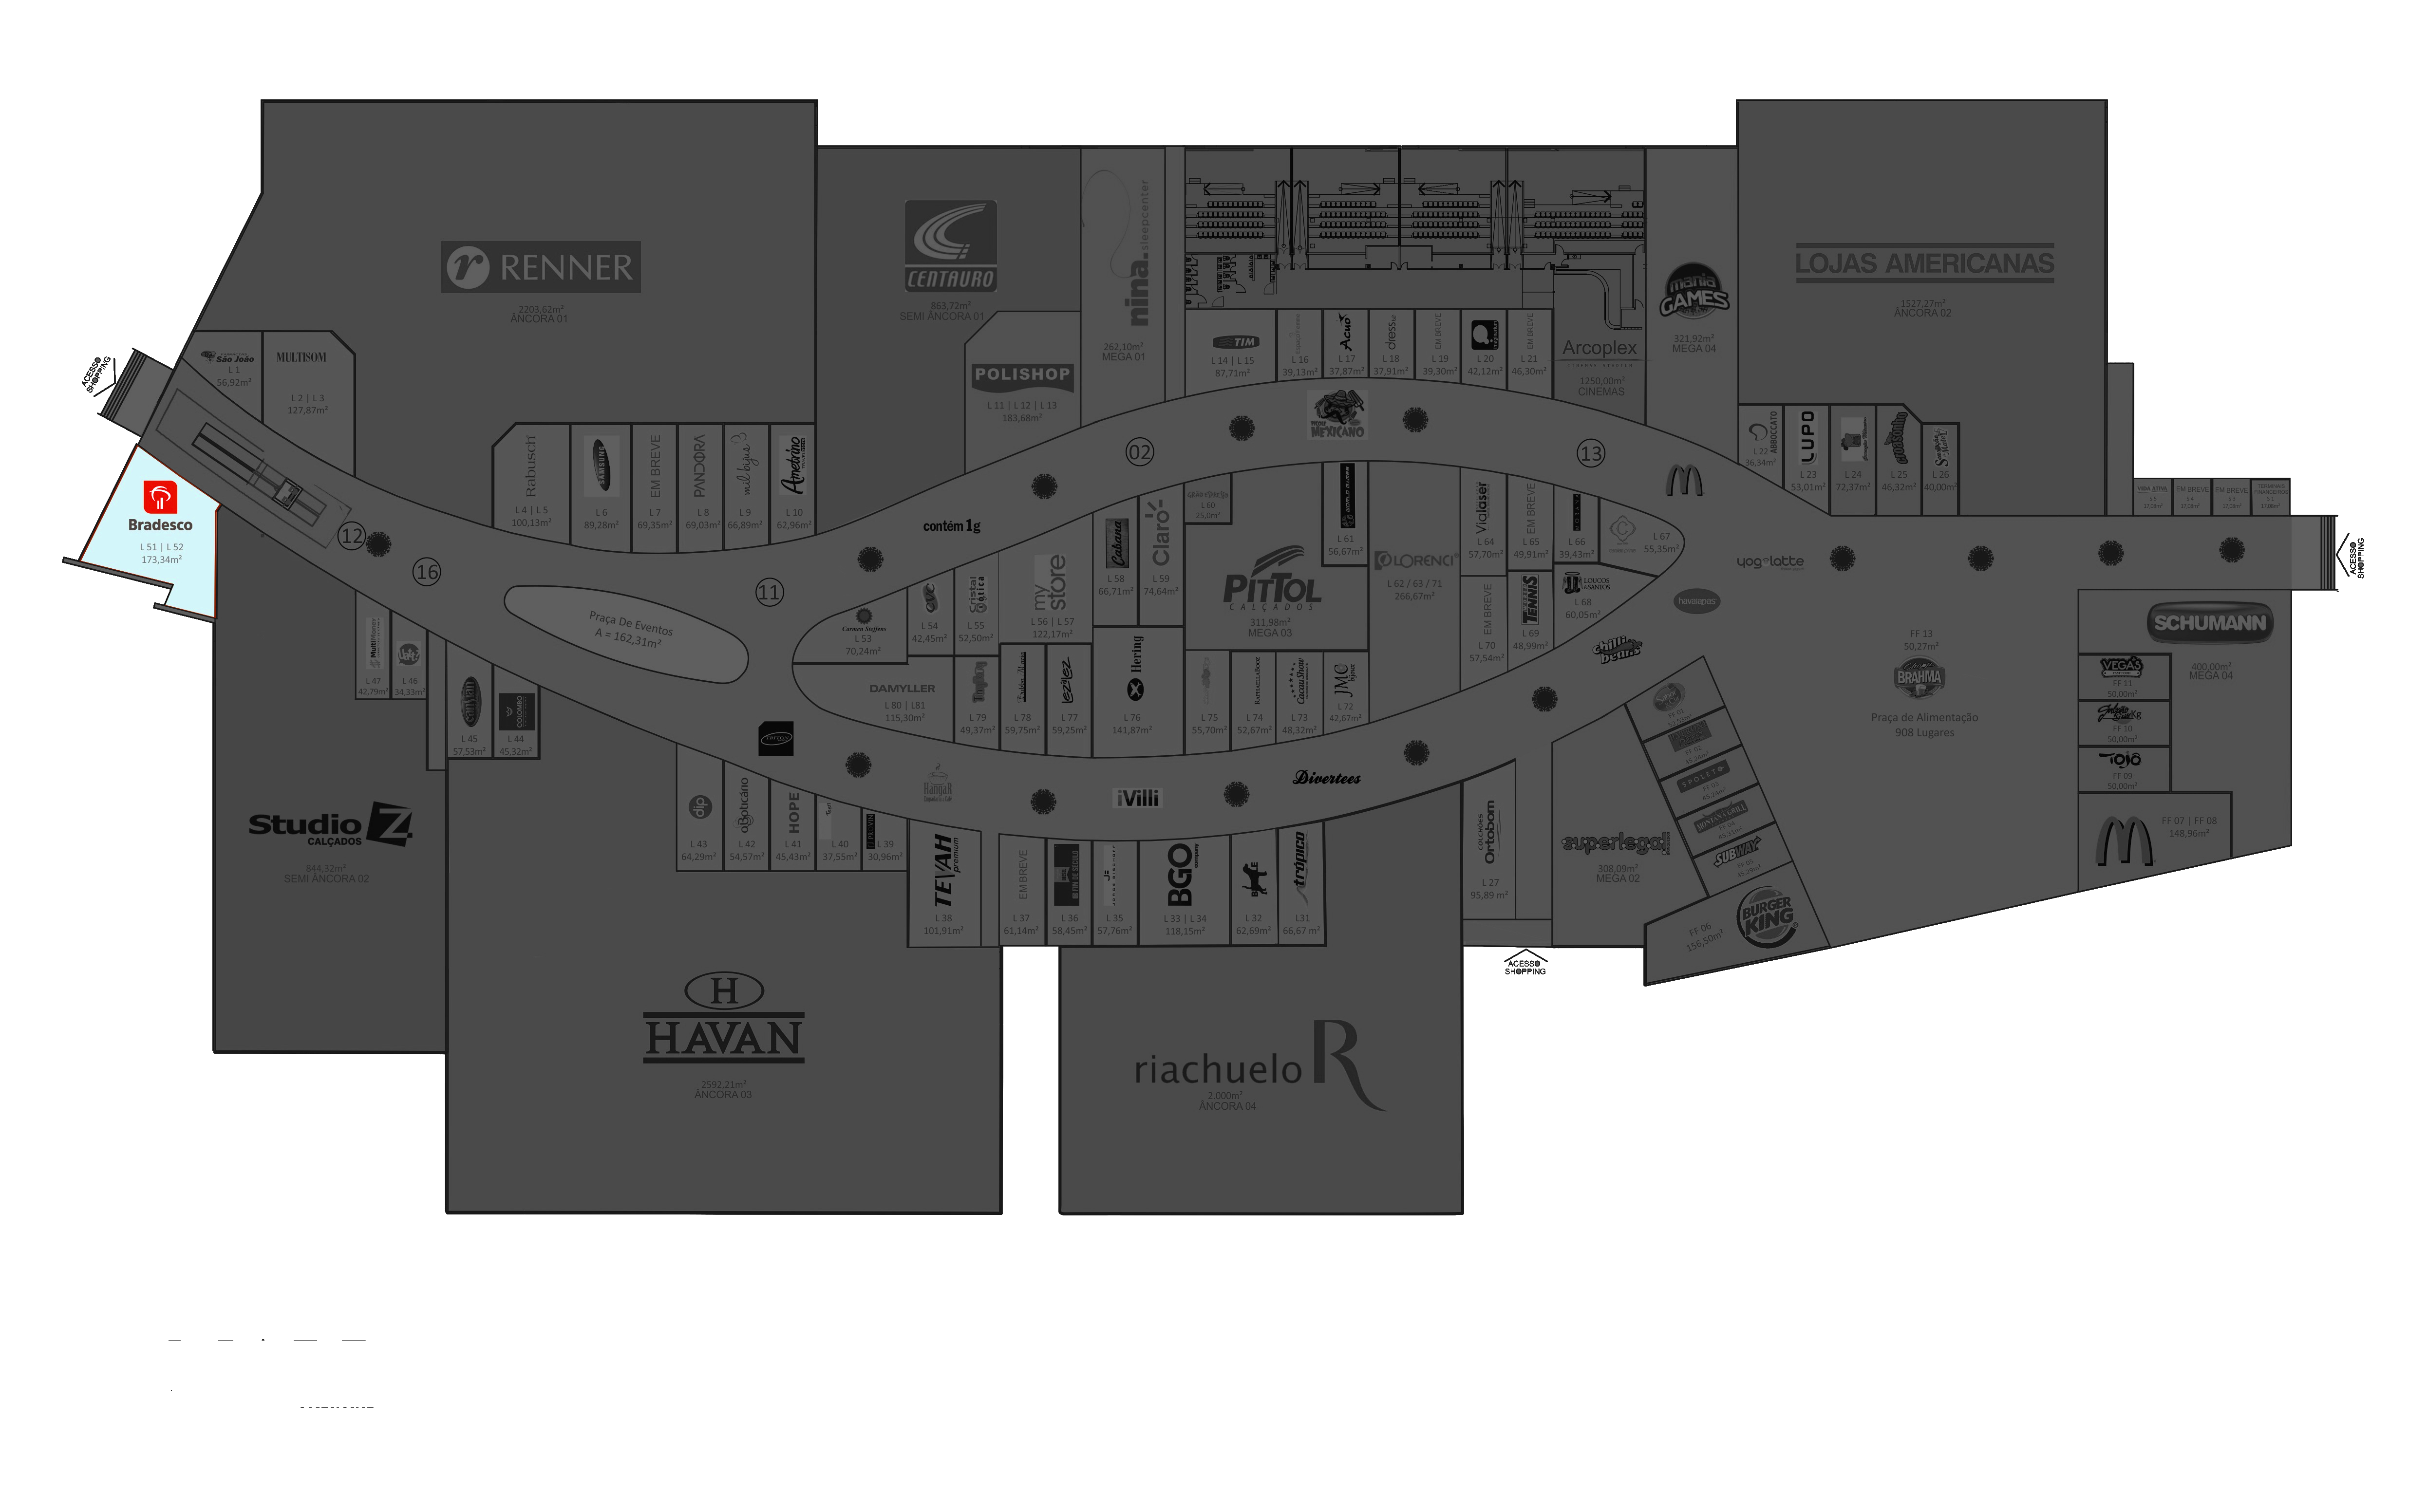 RENNER
2203,62m²
ÂNCORA 01
CENTAURO
863,72m²
SEMI ÂNCORA 01
nina.sleepcenter
262,10m²
MEGA 01
mania
GAMES
321,92m²
MEGA 04
LOJAS AMERICANAS
1527,27m²
ÂNCORA 02
ACESSO
SHOPPING
São João
L 1
56,92m²
MULTISOM
L 2 | L 3
127,87m²
POLISHOP
L 11 | L 12 | L 13
183,68m²
TIM
L 14 | L 15
87,71m²
L 16
39,13m²
Acuo
L 17
37,87m²
dress
L 18
37,91m²
EM BREVE
L 19
39,30m²
L 20
42,12m²
EM BREVE
L 21
46,30m²
Arcoplex
1250,00m²
CINEMAS
Rabusch
L 4 | L 5
100,13m²
SAMSUNG
L 6
89,28m²
EM BREVE
L 7
69,35m²
PANDORA
L 8
69,03m²
mil bijus
L 9
66,89m²
Ametrino
L 10
62,96m²
MEXICANO
02
13
ABBOCCATO
L 22
36,34m²
LUPO
L 23
53,01m²
L 24
72,37m²
Croasonho
L 25
46,32m²
L 26
40,00m²
EM BREVE
EM BREVE
Bradesco
L 51 | L 52
173,34m²
12
16
11
contém 1g
Praça De Eventos
A = 162,31m²
Carmen Steffens
L 53
70,24m²
L 54
42,45m²
Cristal
ótica
L 55
52,50m²
my
store
L 56 | L 57
122,17m²
Cabana
L 58
66,71m²
Claro
L 59
74,64m²
L 60
25,0m²
PITTOL
CALÇADOS
311,98m²
MEGA 03
L 61
56,67m²
LORENCI
L 62 / 63 / 71
266,67m²
Vialaser
L 64
57,70m²
EM BREVE
L 65
49,91m²
L 66
39,43m²
L 67
55,35m²
LOUCOS
SANTOS
L 68
60,05m²
TENNIS
L 69
48,99m²
EM BREVE
L 70
57,54m²
havaianas
chilli
beans
yogolatte
ACESSO
SHOPPING
SCHUMANN
400,00m²
MEGA 04
FF 13
50,27m²
BRAHMA
Praça de Alimentação
908 Lugares
VEGAS
FF 11
50,00m²
FF 10
50,00m²
Tojô
FF 09
50,00m²
FF 07 | FF 08
148,96m²
L 47
42,79m²
L 46
34,33m²
L 45
57,53m²
COLOMBO
L 44
45,32m²
DAMYLLER
L 80 | L81
115,30m²
L 79
49,37m²
L 78
59,75m²
lezalez
L 77
59,25m²
Hering
L 76
141,87m²
L 75
55,70m²
L 74
52,67m²
Cacau Show
L 73
48,32m²
JMC
bijoux
L 72
42,67m²
iVilli
Divertees
Studio Z
CALÇADOS
844,32m²
SEMI ÂNCORA 02
dip
L 43
64,29m²
oBoticário
L 42
54,57m²
HOPE
L 41
45,43m²
L 40
37,55m²
L 39
30,96m²
TEVAH
premium
L 38
101,91m²
EM BREVE
L 37
61,14m²
L 36
58,45m²
L 35
57,76m²
BGO
company
L 33 | L 34
118,15m²
L 32
62,69m²
trópico
L31
66,67 m²
COLCHÕES
Ortobom
L 27
95,89 m²
superlegal
308,09m²
MEGA 02
FF 02
SPOLETO
MONTANA GRILL
SUBWAY
BURGER
KING
FF 06
156,50m²
ACESSO
SHOPPING
H
HAVAN
2592,21m²
ÂNCORA 03
riachuelo R
2.000m²
ÂNCORA 04